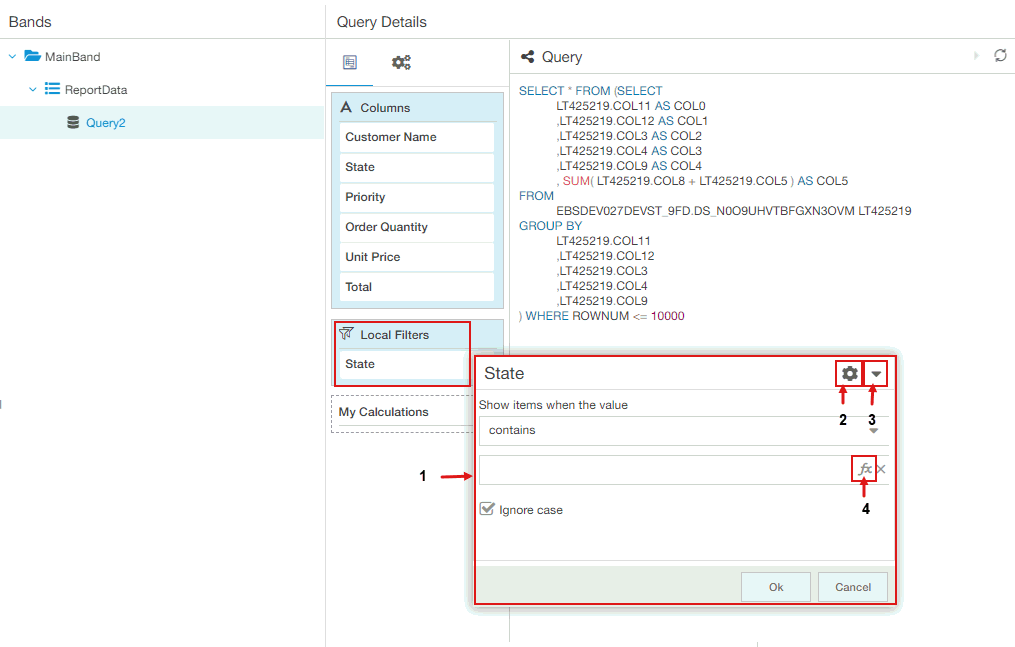 Bands
Query Details
MainBand
ReportData
Query2
Columns
Customer Name
State
Priority
Order Quantity
Unit Price
Total
Local Filters
State
My Calculations
Query
SELECT * FROM (SELECT
LT425219.COL11 AS COL0
,LT425219.COL12 AS COL1
,LT425219.COL3 AS COL2
,LT425219.COL4 AS COL3
,LT425219.COL9 AS COL4
, SUM( LT425219.COL8 + LT425219.COL5 ) AS COL5
FROM
EBSDEV027DEVST_9FD.DS_N0O9UHVTBFGXN3OVM LT425219
GROUP BY
LT425219.COL11
,LT425219.COL12
,LT425219.COL3
,LT425219.COL4
,LT425219.COL9
) WHERE ROWNUM <= 10000
State
2
3
Show items when the value
contains
1
fx
4
Ignore case
Ok
Cancel